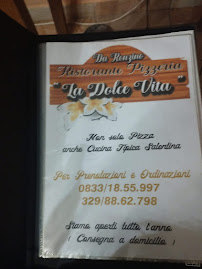 Da Ronzino
Ristorante Pizzeria
"La Dolce Vita"
Non solo Pizza
anche Cucina Tipica Salentina
Per Prenotazioni e Ordinazioni
0833/18.55.997
329/88.62.798
Siamo aperti tutto l'anno
( Consegna a domicilio )